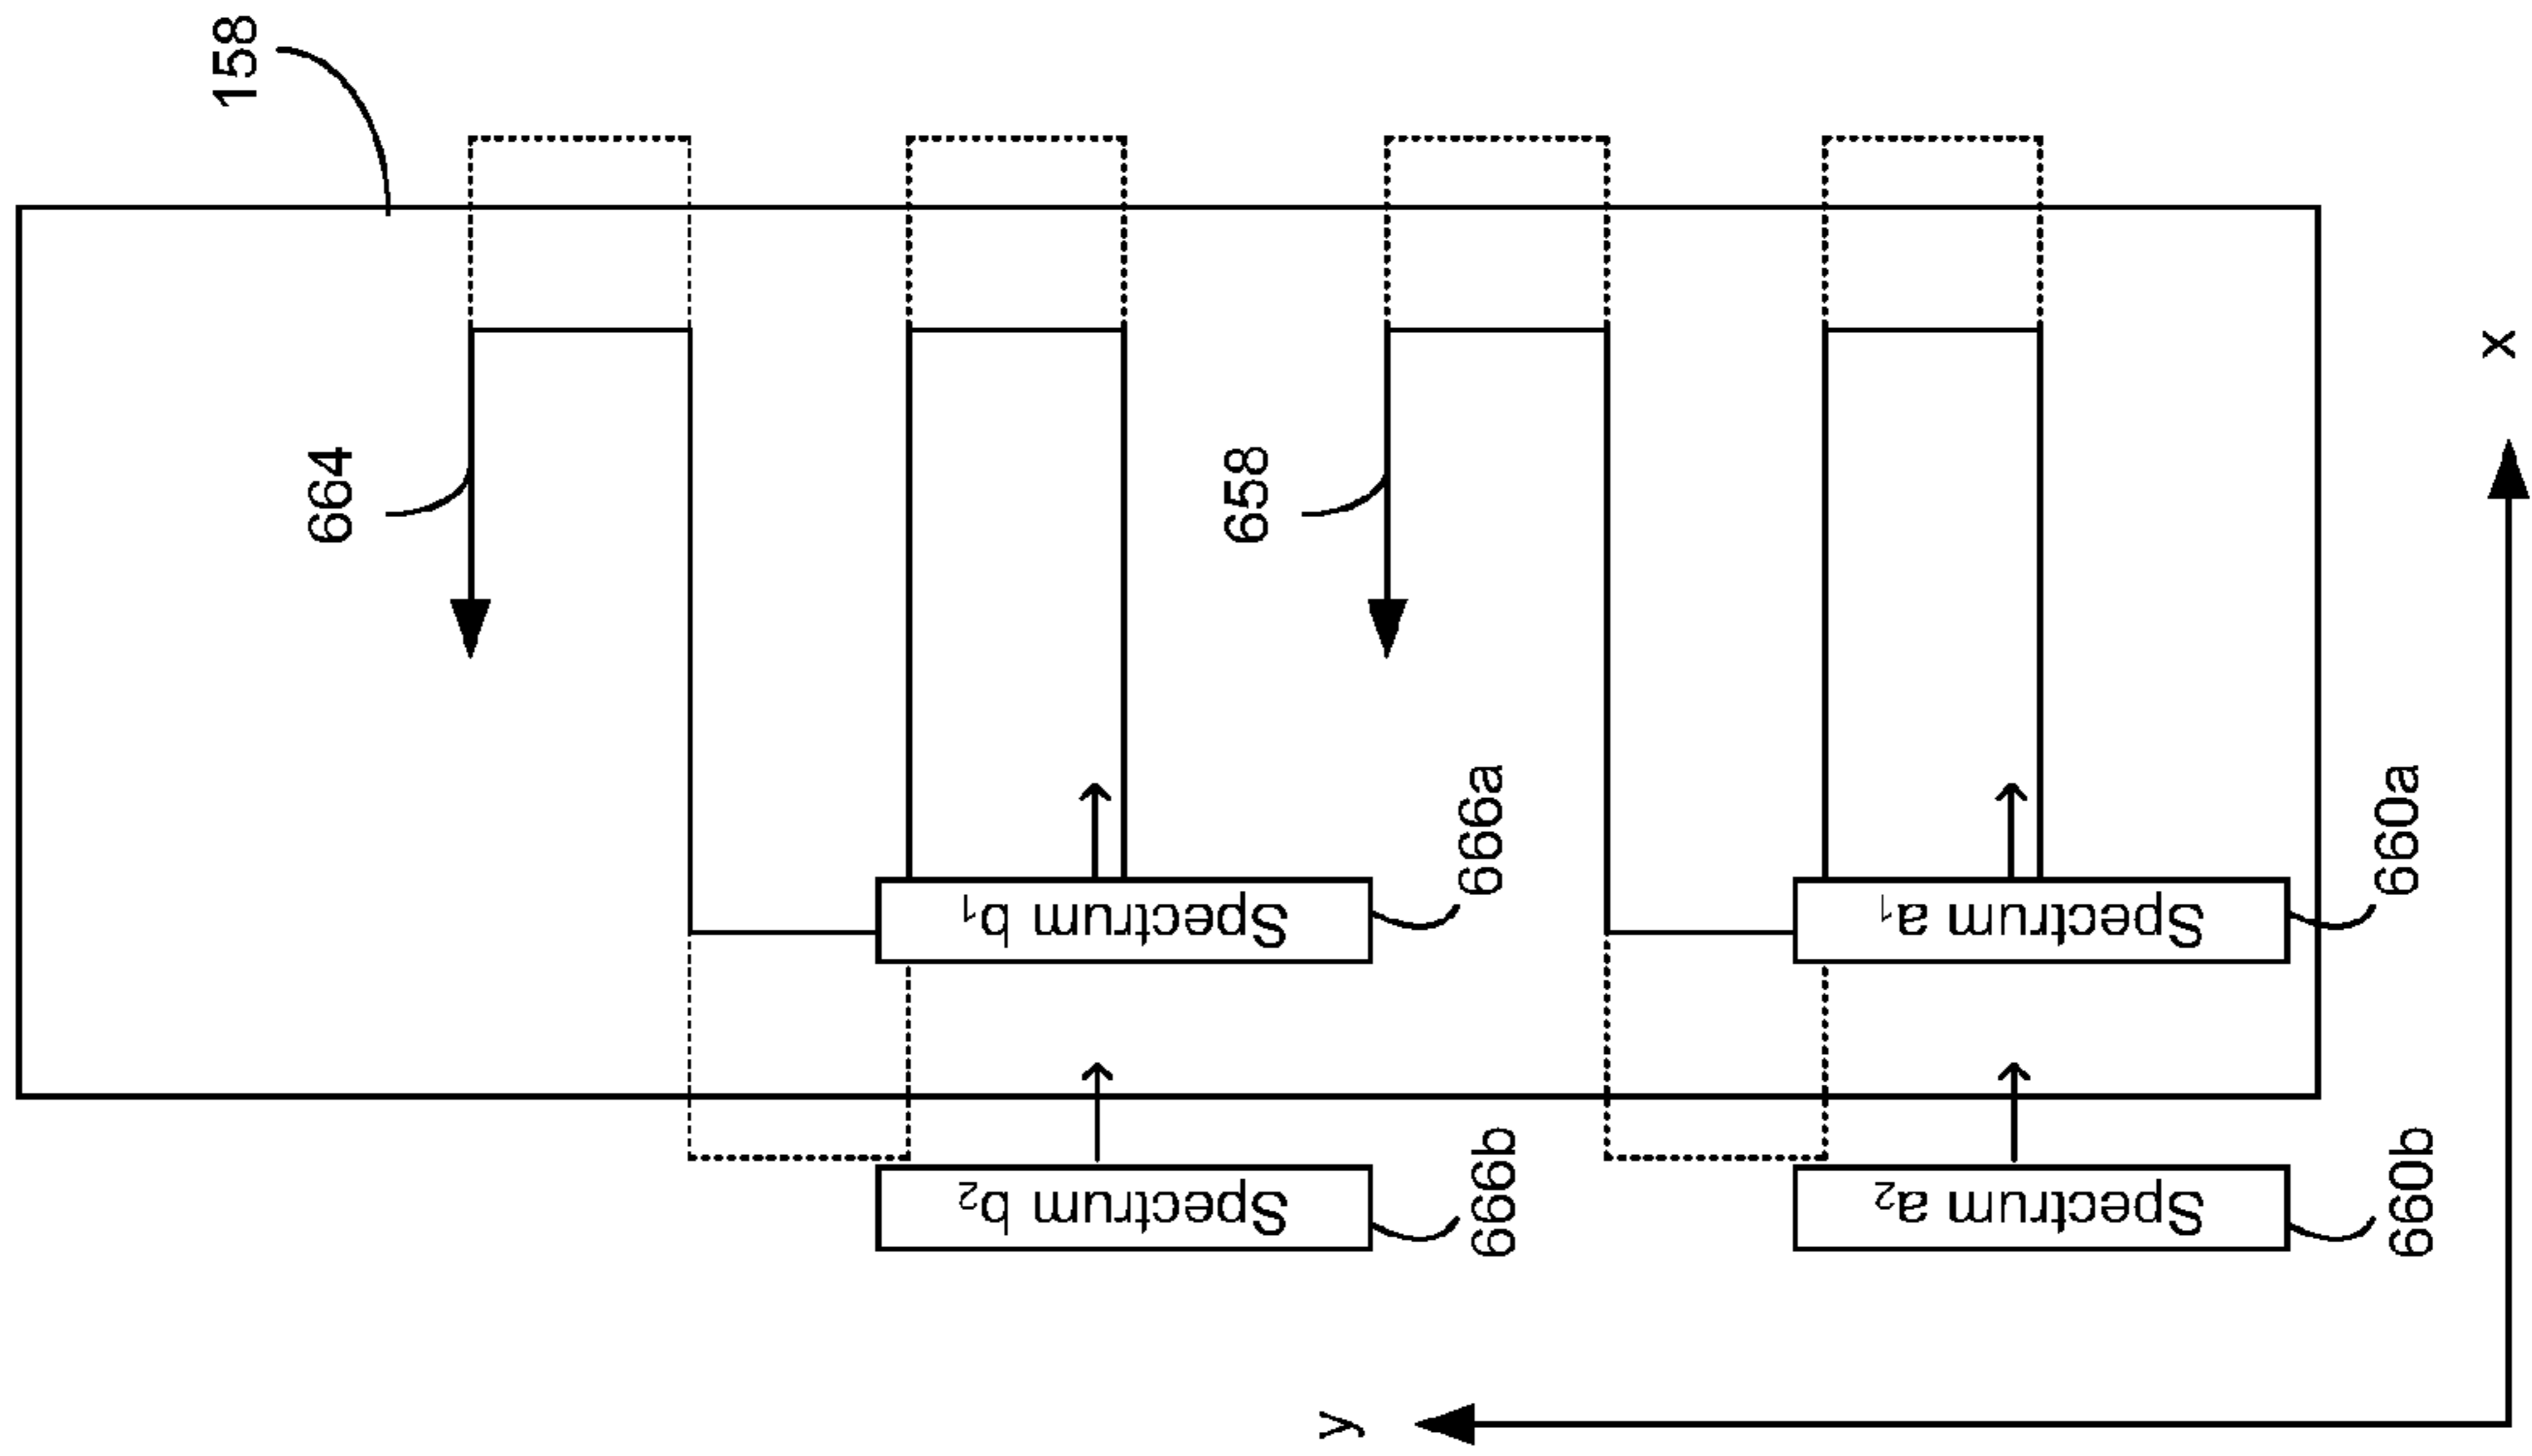 158
664
658
666a
660a
Spectrum b₁
Spectrum a₁
666b
660b
Spectrum b₂
Spectrum a₂
x
y